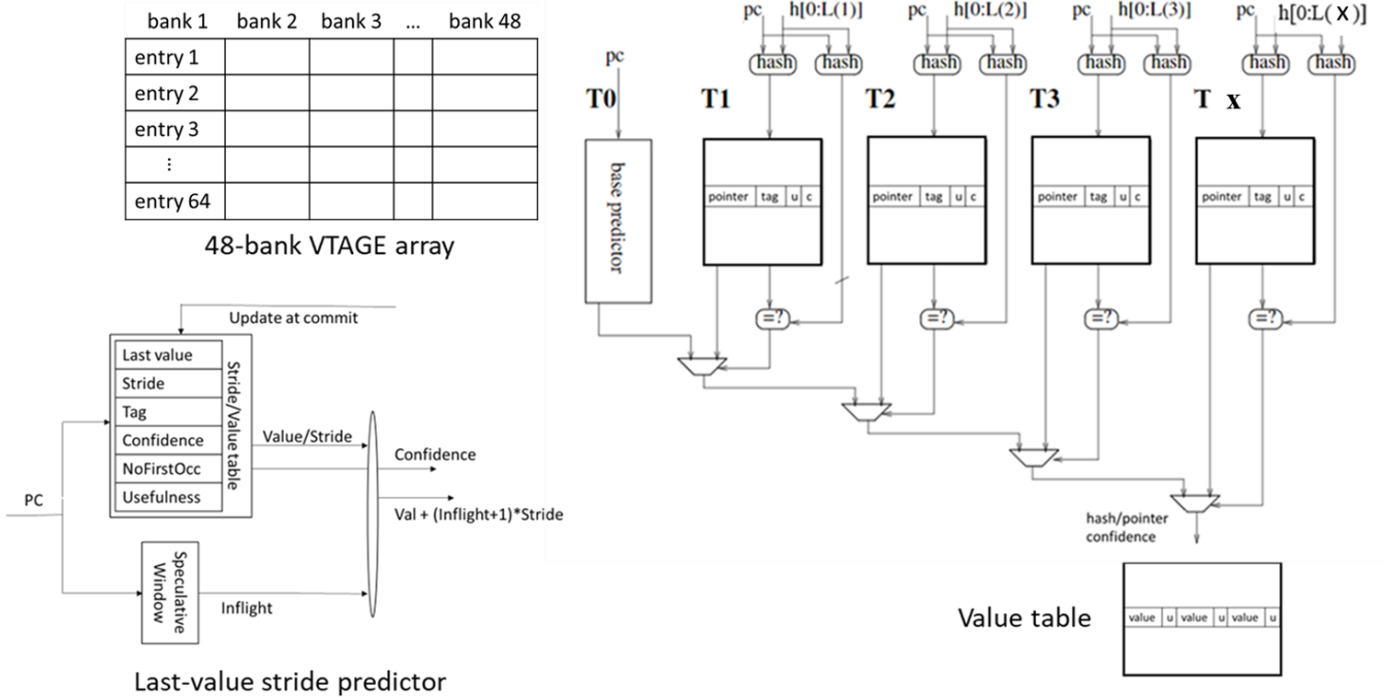 bank 1 bank 2 bank 3 ... bank 48
entry 1
entry 2
entry 3
⋮
entry 64
48-bank VTAGE array
Update at commit
Last value
Stride
Tag
Confidence
NoFirstOcc
Usefulness
Stride/Value table
PC
Value/Stride
Confidence
Val + (Inflight+1)*Stride
Speculative
Window
Inflight
Last-value stride predictor
pc h[0:L(1)] pc h[0:L(2)] pc h[0:L(3)] pc h[0:L(X)]
hash hash hash hash hash hash hash hash
pc
T0 T1 T2 T3 T x
base predictor
pointer tag u c pointer tag u c pointer tag u c pointer tag u c
=? =? =? =?
hash/pointer
confidence
Value table
value u value u value u